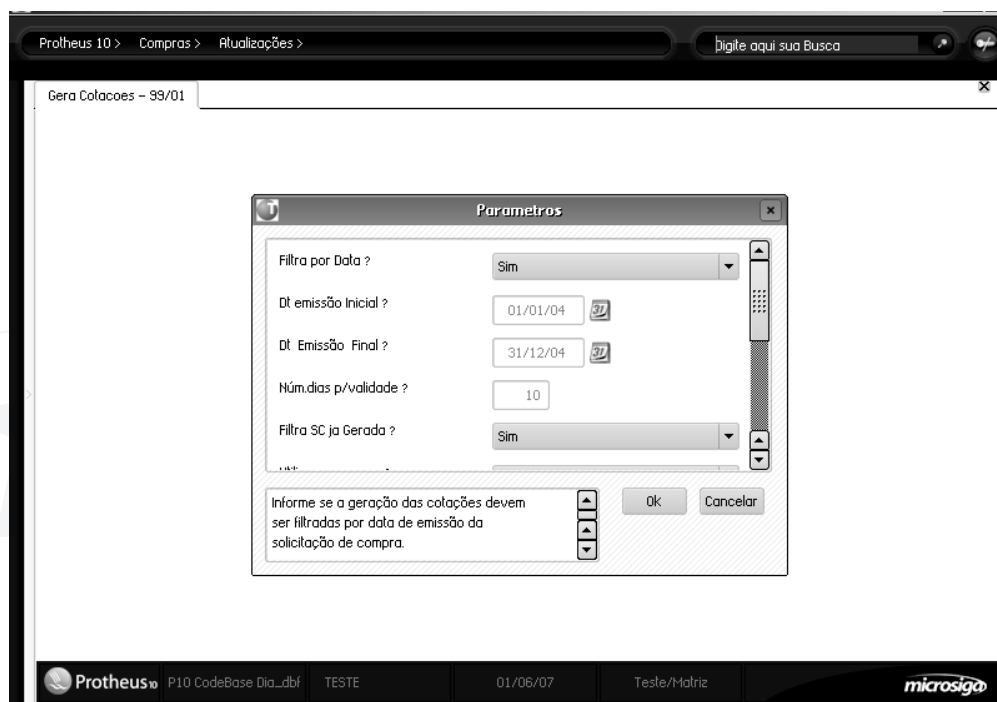 Protheus 10 > Compras > Atualizações >
Digite aqui sua Busca
Gera Cotacoes - 99/01
Parametros
Filtra por Data ?
Sim
Dt emissão Inicial ?
01/01/04
31
Dt Emissão Final ?
31/12/04
31
Núm.dias p/validade ?
10
Filtra SC ja Gerada ?
Sim
Informe se a geração das cotações devem
ser filtradas por data de emissão da
solicitação de compra.
Ok
Cancelar
Protheus10 P10 CodeBase Dia_dbf TESTE 01/06/07 Teste/Matriz microsiga